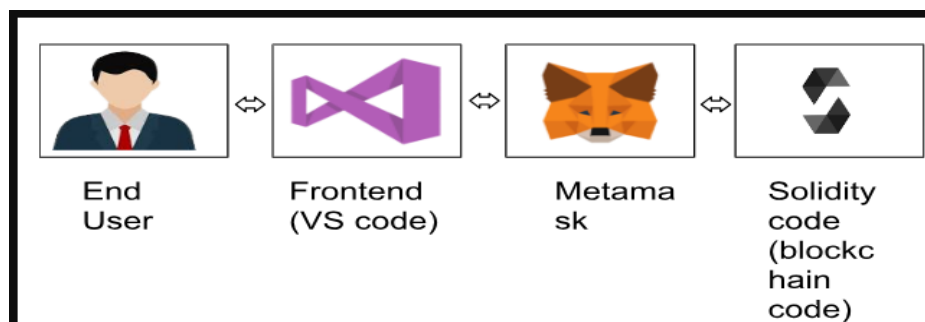 End
User
Frontend
(VS code)
Metama
sk
Solidity
code
(blockc
hain
code)